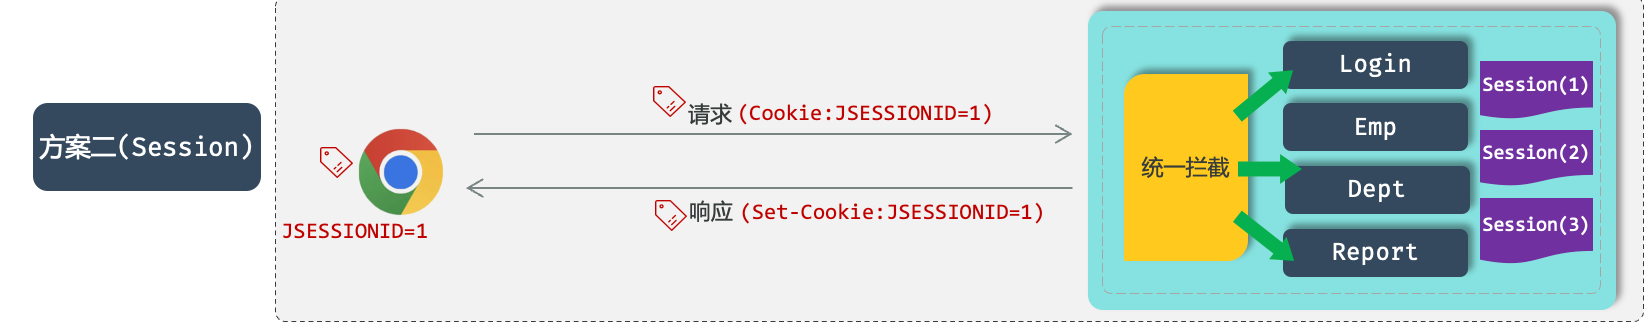 方案二(Session)
JSESSIONID=1
请求 (Cookie:JSESSIONID=1)
响应 (Set-Cookie:JSESSIONID=1)
统一拦截
Login
Emp
Dept
Report
Session(1)
Session(2)
Session(3)